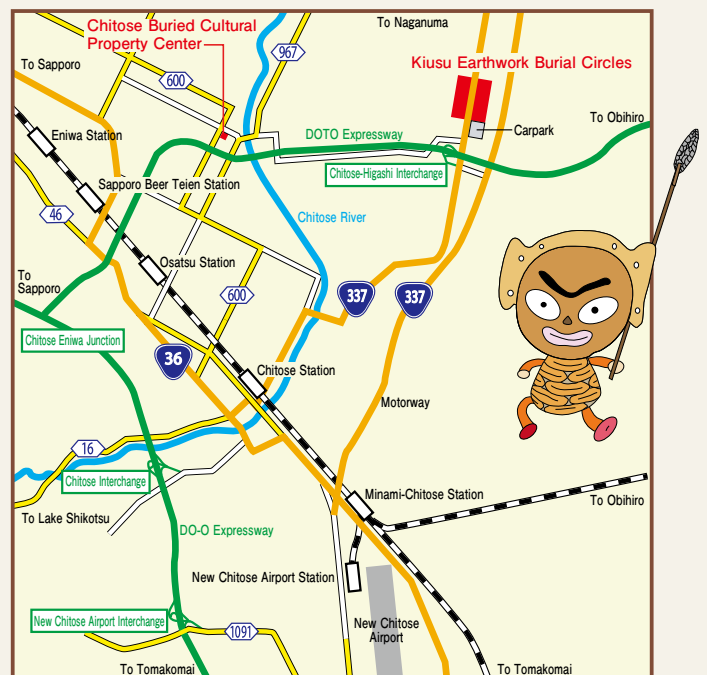 To Naganuma
Chitose Buried Cultural
Property Center
967
To Sapporo
600
Kiusu Earthwork Burial Circles
To Obihiro
Carpark
DOTO Expressway
Eniwa Station
Chitose-Higashi Interchange
Sapporo Beer Teien Station
46
Chitose River
Osatsu Station
To
Sapporo
600
337
337
Chitose Eniwa Junction
36
Chitose Station
Motorway
16
Chitose Interchange
Minami-Chitose Station
To Obihiro
To Lake Shikotsu
DO-O Expressway
New Chitose Airport Station
New Chitose Airport Interchange
New Chitose
Airport
1091
To Tomakomai
To Tomakomai